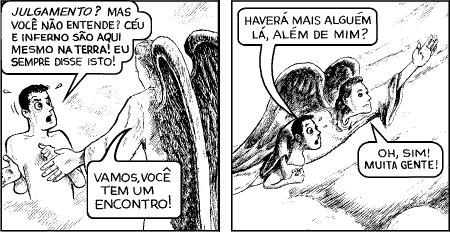 JULGAMENTO? MAS
VOCÊ NÃO ENTENDE? CÉU
E INFERNO SÃO AQUI
MESMO NA TERRA! EU
SEMPRE DISSE ISTO!
VAMOS, VOCÊ
TEM UM
ENCONTRO!
HAVERÁ MAIS ALGUÉM
LÁ, ALÉM DE MIM?
OH, SIM!
MUITA GENTE!